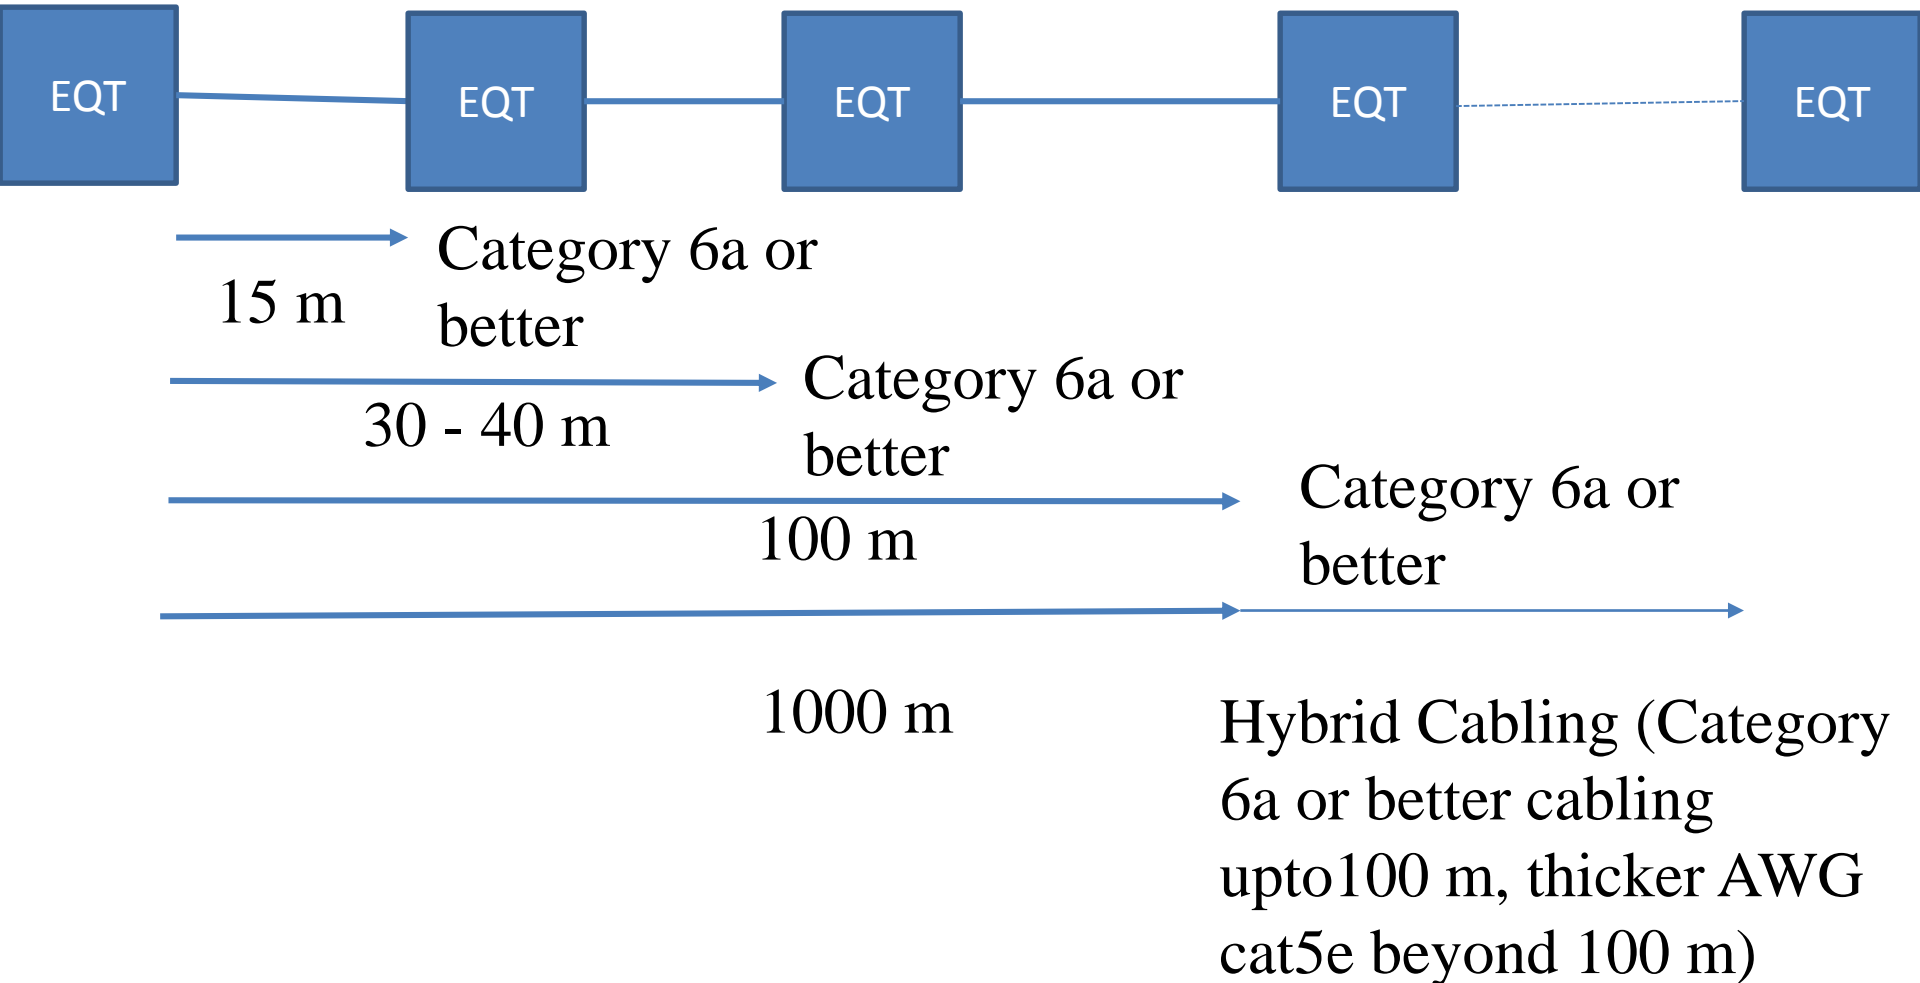 EQT
EQT
EQT
EQT
EQT
15 m
Category 6a or
better
30 - 40 m
Category 6a or
better
100 m
Category 6a or
better
1000 m
Hybrid Cabling (Category
6a or better cabling
upto100 m, thicker AWG
cat5e beyond 100 m)